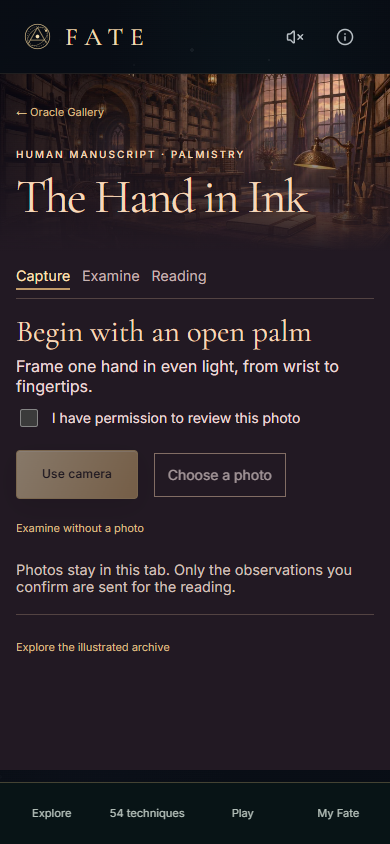 FATE
← Oracle Gallery
HUMAN MANUSCRIPT · PALMISTRY
The Hand in Ink
Capture Examine Reading
Begin with an open palm
Frame one hand in even light, from wrist to
fingertips.
I have permission to review this photo
Use camera Choose a photo
Examine without a photo
Photos stay in this tab. Only the observations you
confirm are sent for the reading.
Explore the illustrated archive
Explore 54 techniques Play My Fate